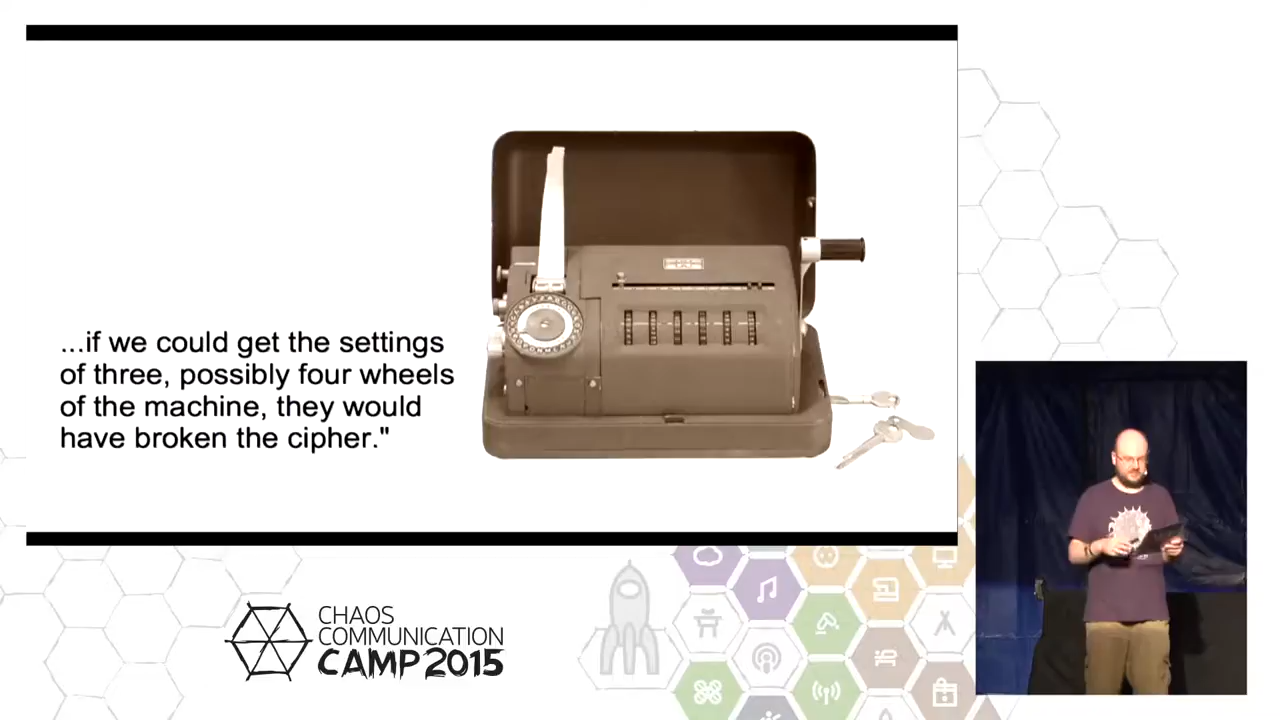 ...if we could get the settings
of three, possibly four wheels
of the machine, they would
have broken the cipher."
CHAOS
COMMUNICATION
CAMP 2015